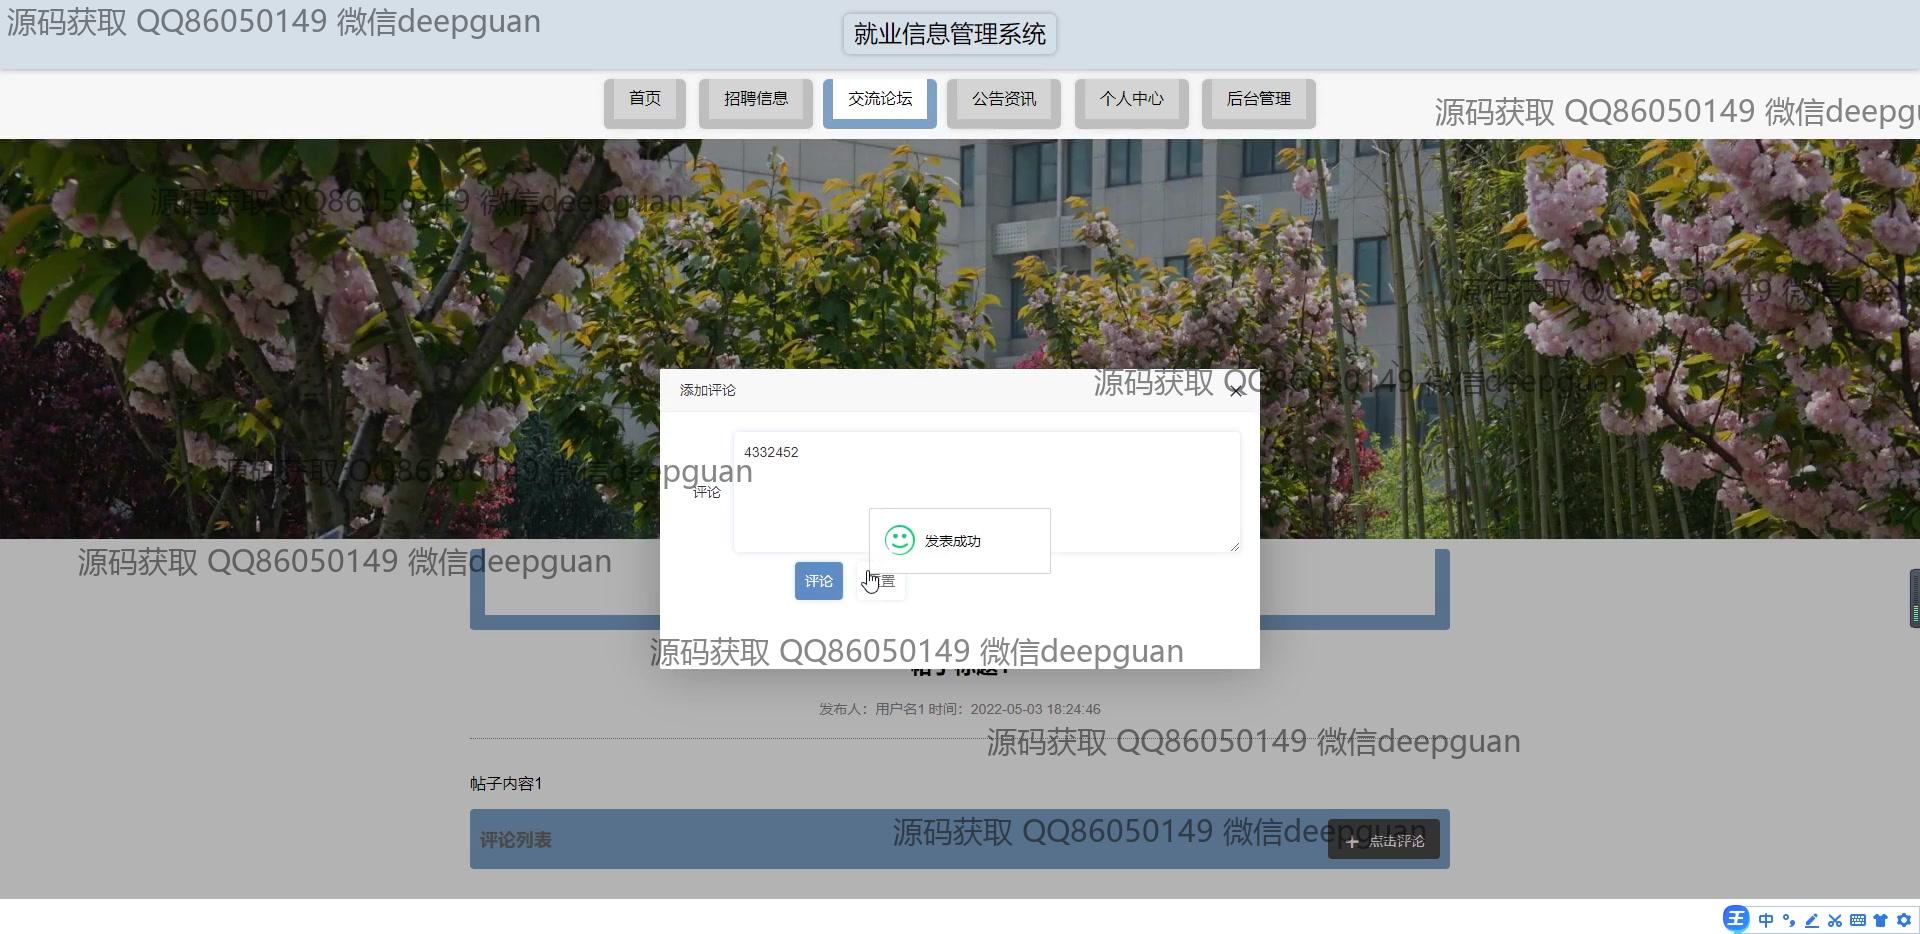 源码获取 QQ86050149 微信deepguan
就业信息管理系统
首页
招聘信息
交流论坛
公告资讯
个人中心
后台管理
源码获取 QQ86050149 微信deepgu
源码获取 QQ86050149 微信deepguan
源码获取 QQ86050149 微信deep
添加评论
源码获取 QQ86050149 微信deepguan
4332452
源码获取 QQ86050149 微信deepguan
评论
发表成功
源码获取 QQ86050149 微信deepguan
评论
置
源码获取 QQ86050149 微信deepguan
帖子标题1
发布人：用户名1 时间：2022-05-03 18:24:46
源码获取 QQ86050149 微信deepguan
帖子内容1
评论列表
源码获取 QQ86050149 微信deepguan
点击评论
王 中